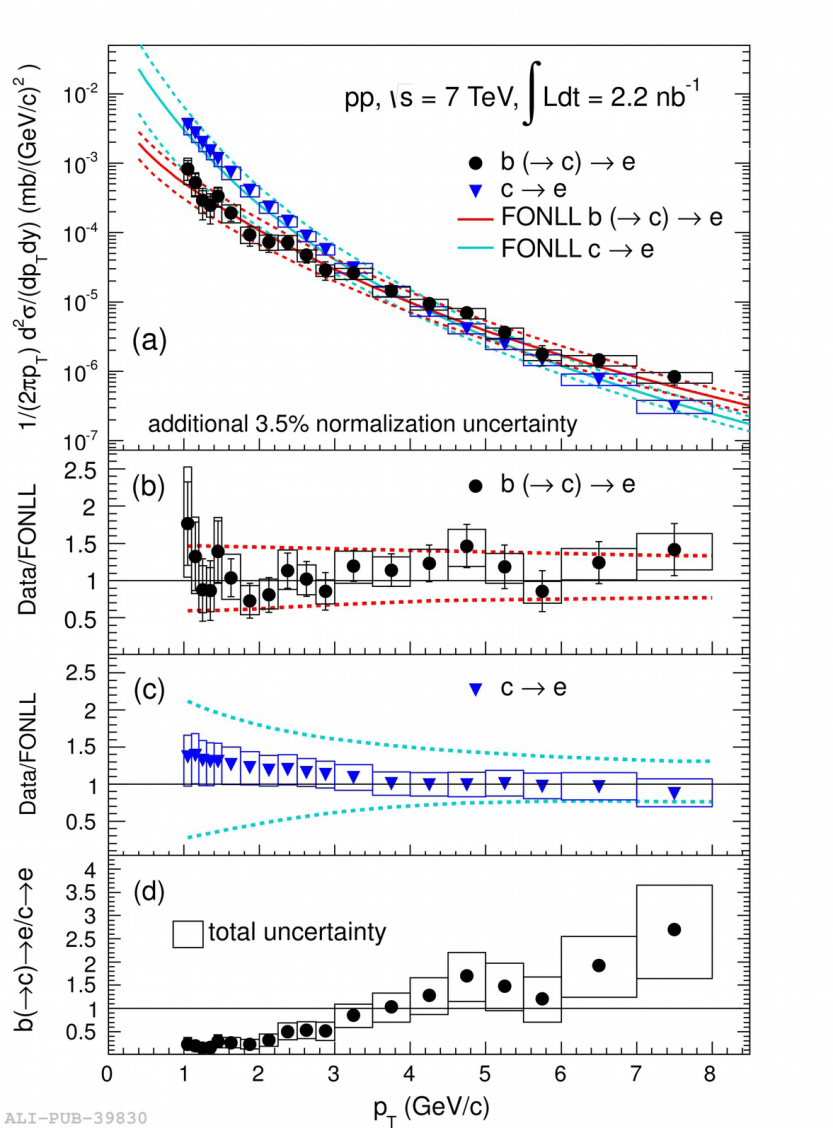 1/(2πp_T) d²σ/(dp_T dy) (mb/(GeV/c)²)
10⁻²
10⁻³
10⁻⁴
10⁻⁵
10⁻⁶
10⁻⁷
pp, √s = 7 TeV, ∫Ldt = 2.2 nb⁻¹
b (→ c) → e
c → e
FONLL b (→ c) → e
FONLL c → e
(a)
additional 3.5% normalization uncertainty
Data/FONLL
2.5
2
1.5
1
0.5
(b)
b (→ c) → e
Data/FONLL
2.5
2
1.5
1
0.5
(c)
c → e
b(→c)→e/c→e
4
3.5
3
2.5
2
1.5
1
0.5
(d)
total uncertainty
0 1 2 3 4 5 6 7 8
p_T (GeV/c)
ALI-PUB-39830